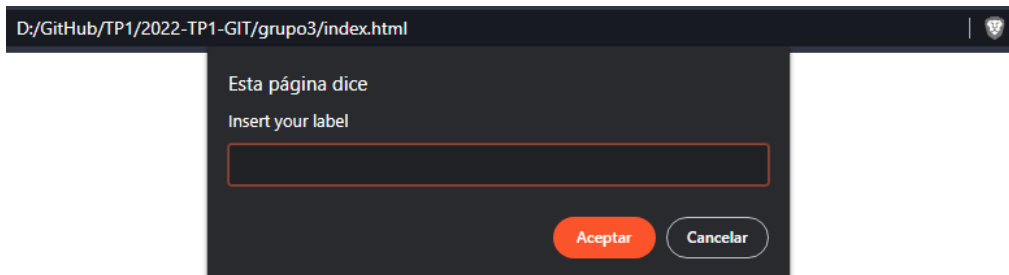 D:/GitHub/TP1/2022-TP1-GIT/grupo3/index.html
Esta página dice
Insert your label
Aceptar Cancelar